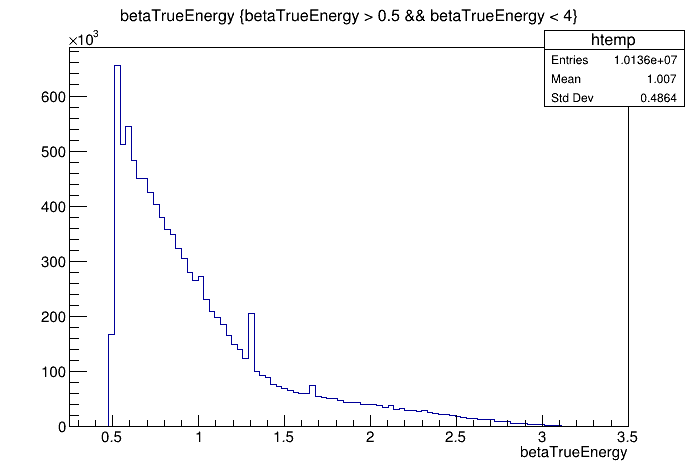 betaTrueEnergy {betaTrueEnergy > 0.5 && betaTrueEnergy < 4}
×10³
htemp
Entries 1.0136e+07
Mean 1.007
Std Dev 0.4864
600
500
400
300
200
100
0
0.5 1 1.5 2 2.5 3 3.5
betaTrueEnergy